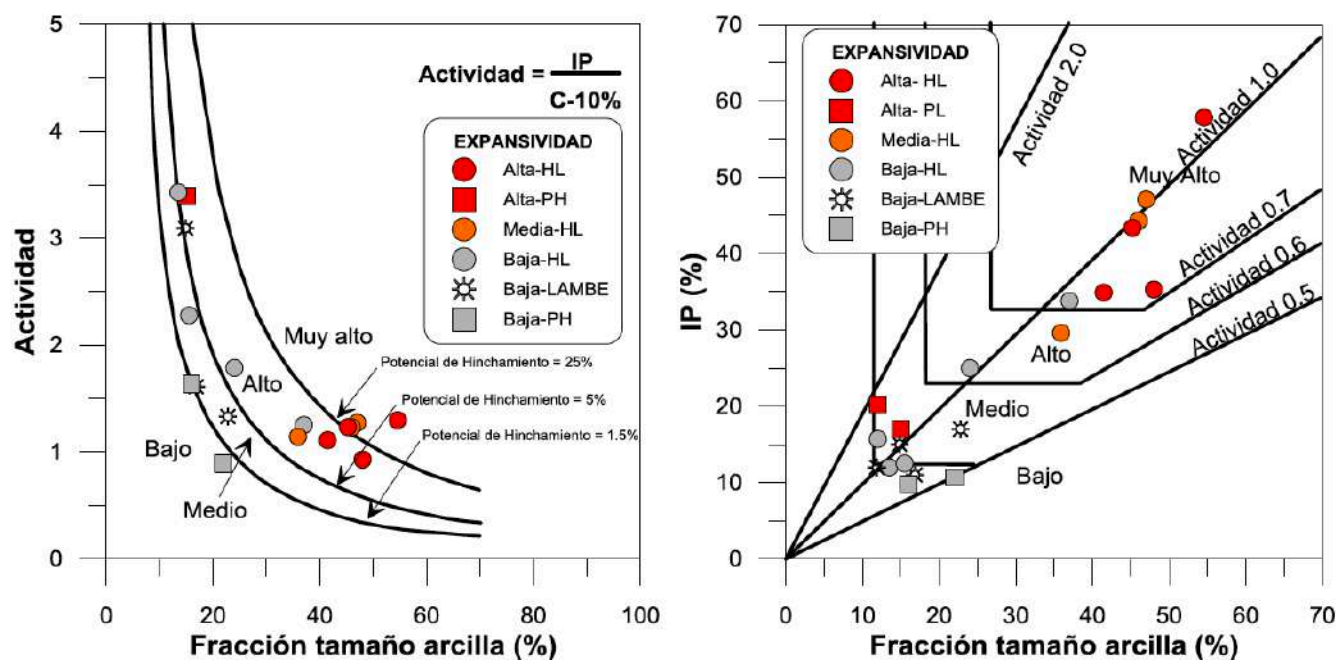 5
4
3
2
1
0
Actividad
Actividad = IP
C-10%
EXPANSIVIDAD
Alta-HL
Alta-PH
Media-HL
Baja-HL
Baja-LAMBE
Baja-PH
Muy alto
Potencial de Hinchamiento = 25%
Alto
Potencial de Hinchamiento = 5%
Bajo
Potencial de Hinchamiento = 1.5%
Medio
0 20 40 60 80 100
Fracción tamaño arcilla (%)
70
60
50
40
30
20
10
0
IP (%)
EXPANSIVIDAD
Alta- HL
Alta- PL
Media-HL
Baja-HL
Baja-LAMBE
Baja-PH
Actividad 2.0
Actividad 1.0
Muy Alto
Actividad 0.7
Actividad 0.6
Actividad 0.5
Alto
Medio
Bajo
0 10 20 30 40 50 60 70
Fracción tamaño arcilla (%)